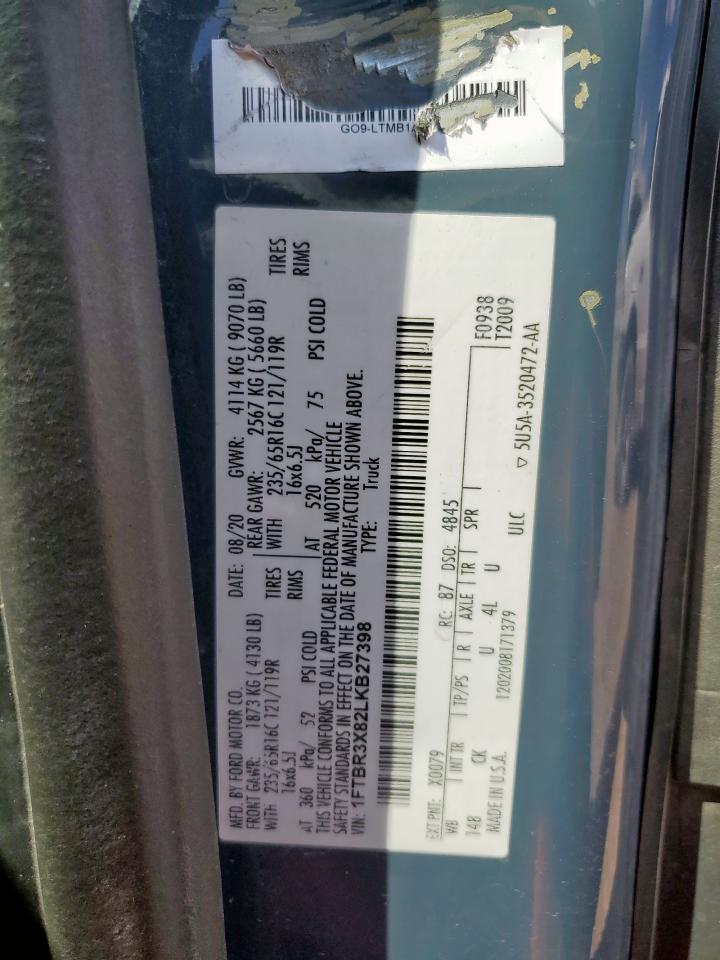 GO9-LTMB1
MFD. BY FORD MOTOR CO.
DATE: 08/20 GVWR: 4114 KG ( 9070 LB)
FRONT GAWR: 1873 KG ( 4130 LB) REAR GAWR: 2567 KG ( 5660 LB)
WITH 235/65R16C 121/119R TIRES WITH 235/65R16C 121/119R TIRES
16x6.5J RIMS 16x6.5J RIMS
AT 360 kPa/ 52 PSI COLD AT 520 kPa/ 75 PSI COLD
THIS VEHICLE CONFORMS TO ALL APPLICABLE FEDERAL MOTOR VEHICLE
SAFETY STANDARDS IN EFFECT ON THE DATE OF MANUFACTURE SHOWN ABOVE.
VIN: 1FTBR3X82LKB27398 TYPE: Truck
EXT PNT: X0079 RC: 87 DSO: 4845 F0938
WB INT TR TP/PS R AXLE TR SPR T2009
148 CK U 4L U
MADE IN U.S.A. 1202008171379 ULC ▽ 5U5A-3520472-AA